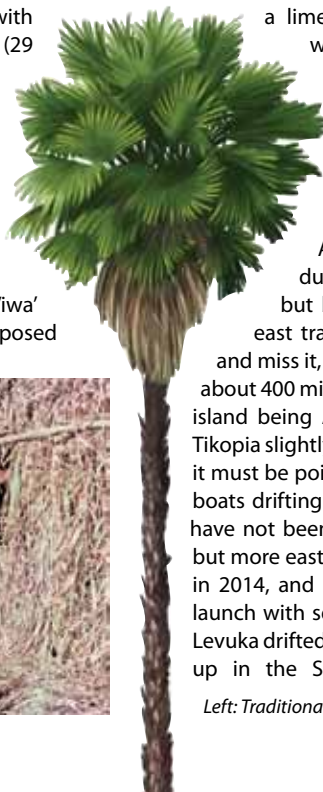 with
(29
iwa'
posed
a lime
w
A
du
but
east tra
and miss it,
about 400 mi
island being
Tikopia slightl
it must be poi
boats drifting
have not been
but more east
in 2014, and
launch with s
Levuka drifted
up in the S
Left: Traditiona